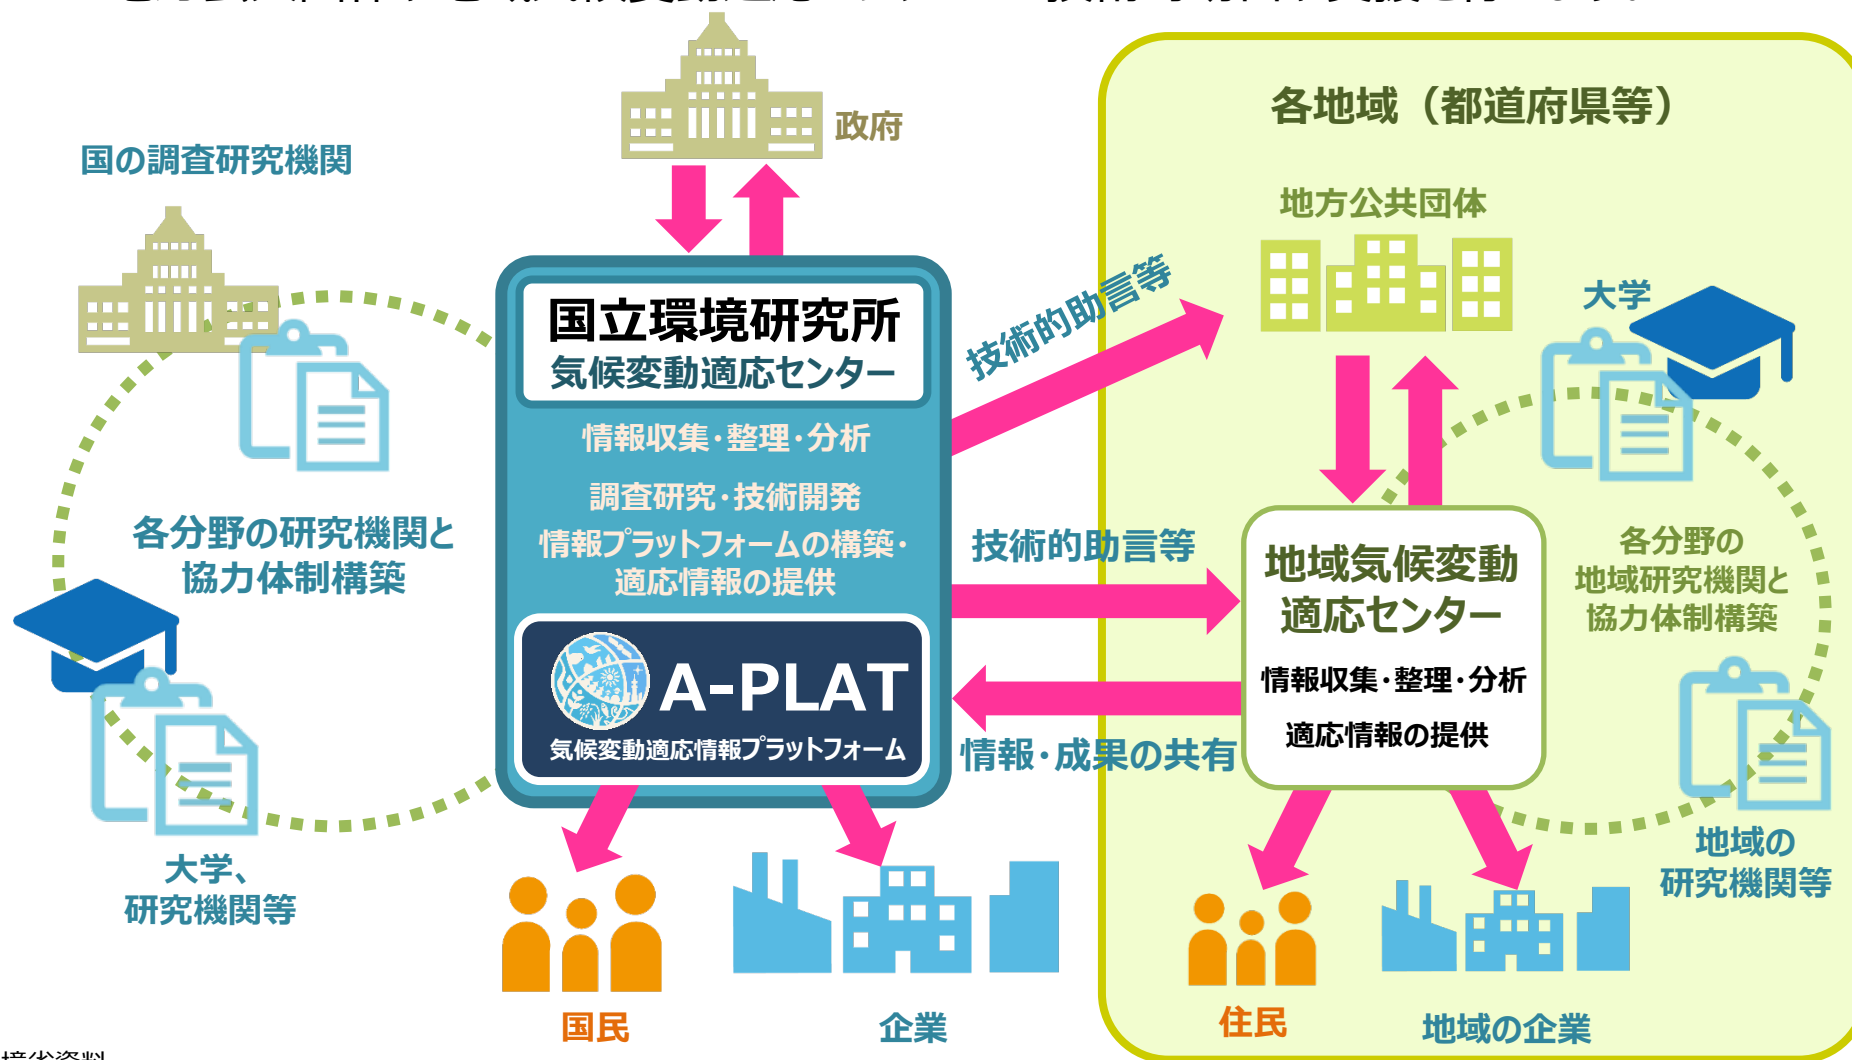 政府
国の調査研究機関
国立環境研究所
気候変動適応センター
情報収集・整理・分析
調査研究・技術開発
情報プラットフォームの構築・
適応情報の提供
A-PLAT
気候変動適応情報プラットフォーム
各分野の研究機関と
協力体制構築
大学、
研究機関等
国民
企業
技術的助言等
技術的助言等
情報・成果の共有
各地域（都道府県等）
地方公共団体
大学
地域気候変動
適応センター
情報収集・整理・分析
適応情報の提供
各分野の
地域研究機関と
協力体制構築
地域の
研究機関等
住民
地域の企業